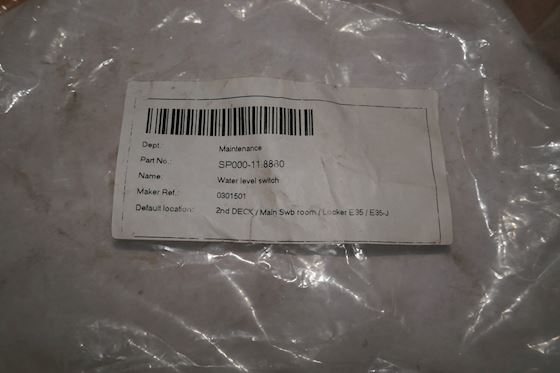 Dept.: Maintenance
Part No.: SP000-11.8880
Name: Water level switch
Maker Ref.: 0301501
Default location: 2nd DECK / Main Swb room / Locker E35 / E35-J